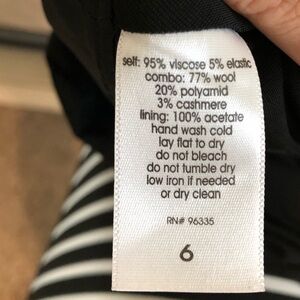 self: 95% viscose 5% elastic
combo: 77% wool
20% polyamid
3% cashmere
lining: 100% acetate
hand wash cold
lay flat to dry
do not bleach
do not tumble dry
low iron if needed
or dry clean
RN# 96335
6